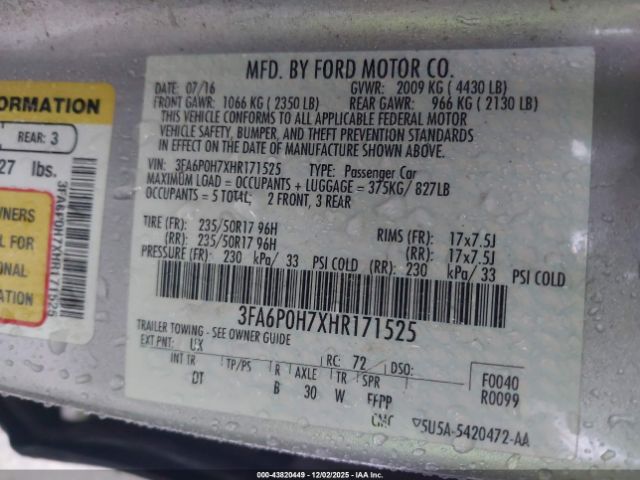 MFD. BY FORD MOTOR CO.
DATE: 07/16 GVWR: 2009 KG ( 4430 LB)
FRONT GAWR: 1066 KG ( 2350 LB) REAR GAWR: 966 KG ( 2130 LB)
THIS VEHICLE CONFORMS TO ALL APPLICABLE FEDERAL MOTOR
VEHICLE SAFETY, BUMPER, AND THEFT PREVENTION STANDARDS
IN EFFECT ON THE DATE OF MANUFACTURE SHOWN ABOVE.
VIN: 3FA6P0H7XHR171525 TYPE: Passenger Car
MAXIMUM LOAD = OCCUPANTS + LUGGAGE = 375KG/ 827LB
OCCUPANTS = 5 TOTAL; 2 FRONT, 3 REAR
TIRE (FR): 235/50R17 96H RIMS (FR): 17x7.5J
(RR): 235/50R17 96H (RR): 17x7.5J
PRESSURE (FR): 230 kPa/ 33 PSI COLD (RR): 230 kPa/ 33 PSI COLD
3FA6P0H7XHR171525
TRAILER TOWING - SEE OWNER GUIDE
EXT PNT: UX RC: 72 DSO:
INT TR TP/PS R AXLE TR SPR F0040
DT B 30 W FFPP R0099
CMC ▽5U5A-5420472-AA
ORMATION
REAR: 3
27 lbs.
WNERS
L FOR
ONAL
ATION
3FA6P0H7XHR171525
000-43820449 - 12/02/2025 - IAA Inc.